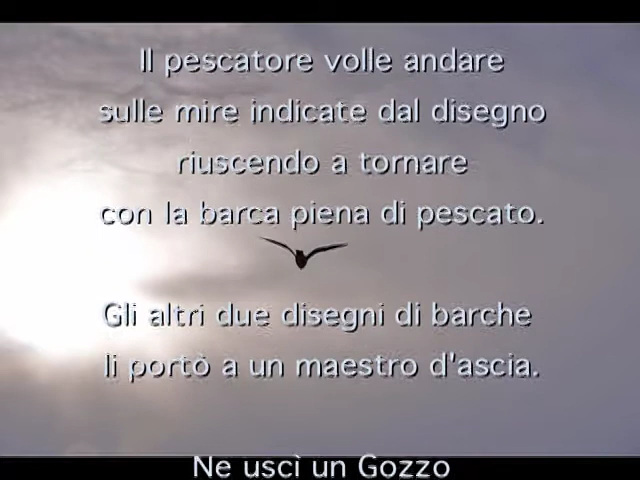 Il pescatore volle andare
sulle mire indicate dal disegno
riuscendo a tornare
con la barca piena di pescato.
Gli altri due disegni di barche
li portò a un maestro d'ascia.
Ne uscì un Gozzo